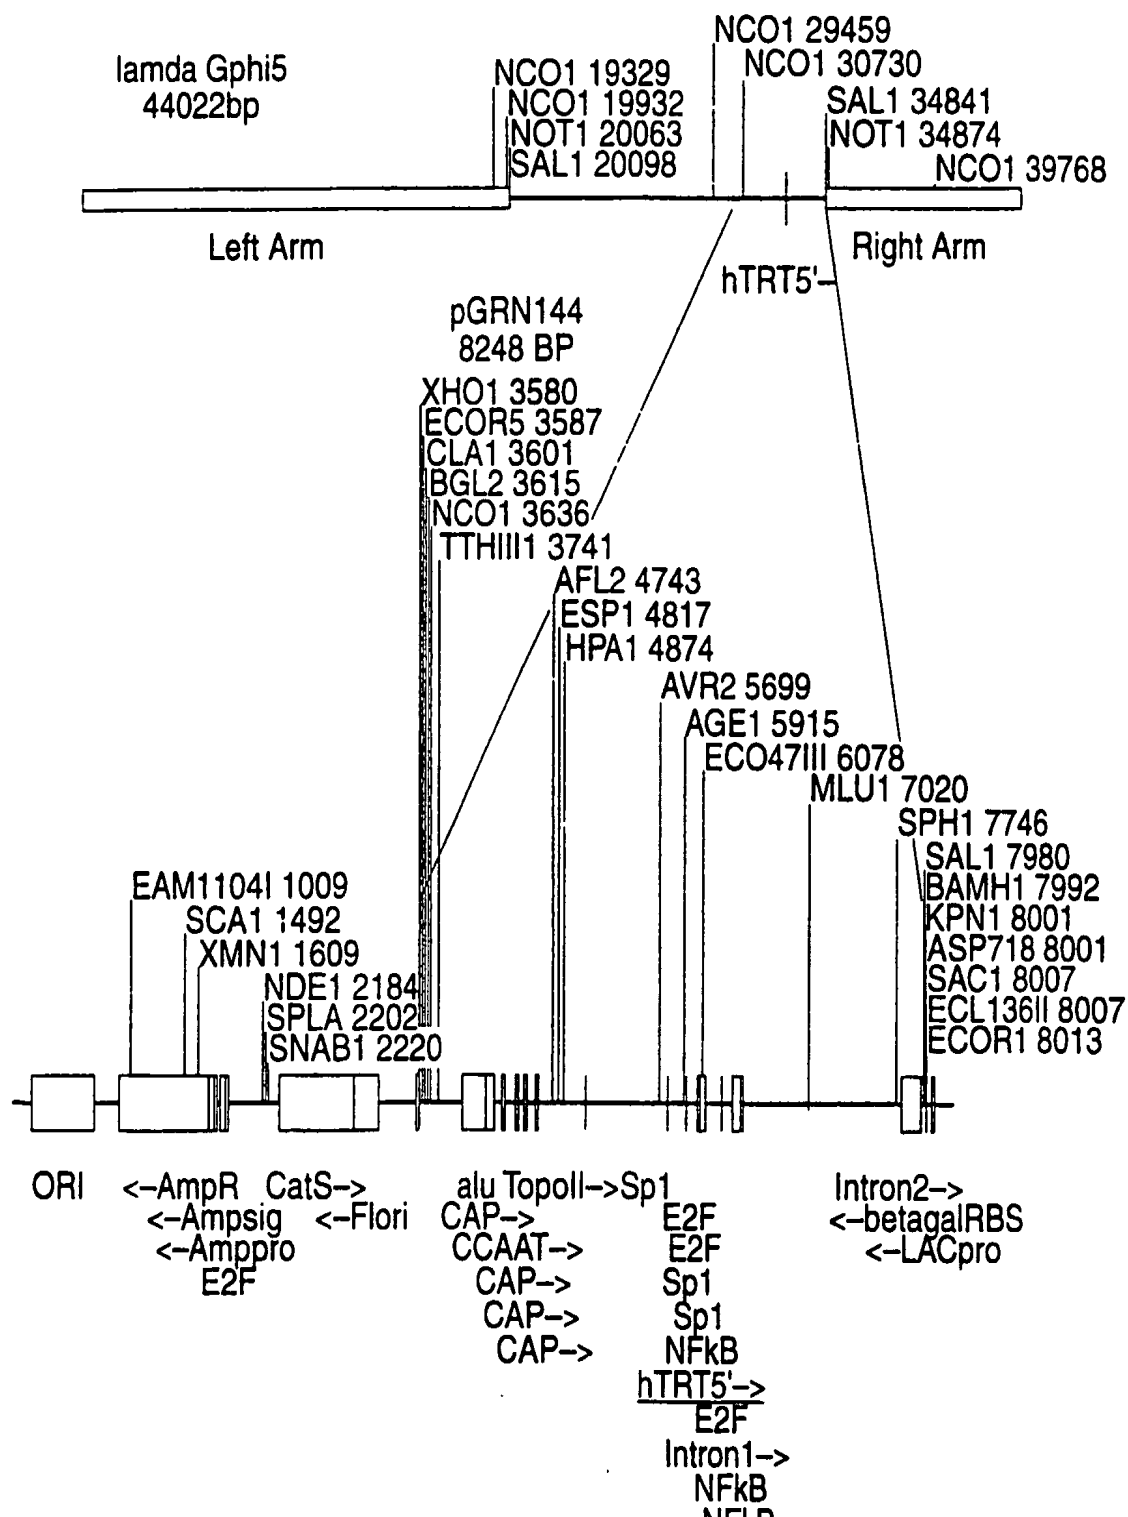 lamda Gphi5
44022bp
NCO1 29459
NCO1 30730
NCO1 19329
NCO1 19932
NOT1 20063
SAL1 20098
SAL1 34841
NOT1 34874
NCO1 39768
Left Arm
Right Arm
hTRT5'–
pGRN144
8248 BP
XHO1 3580
ECOR5 3587
CLA1 3601
BGL2 3615
NCO1 3636
TTHIII1 3741
AFL2 4743
ESP1 4817
HPA1 4874
AVR2 5699
AGE1 5915
ECO47III 6078
MLU1 7020
SPH1 7746
SAL1 7980
BAMH1 7992
KPN1 8001
ASP718 8001
SAC1 8007
ECL136II 8007
ECOR1 8013
EAM1104I 1009
SCA1 1492
XMN1 1609
NDE1 2184
SPLA 2202
SNAB1 2220
ORI <–AmpR CatS–> alu TopoII–>Sp1 Intron2–>
<–Ampsig <–Flori CAP–> E2F <–betagalRBS
<–Amppro CCAAT–> E2F <–LACpro
E2F CAP–> Sp1
CAP–> Sp1
CAP–> NFkB
hTRT5'–>
E2F
Intron1–>
NFkB